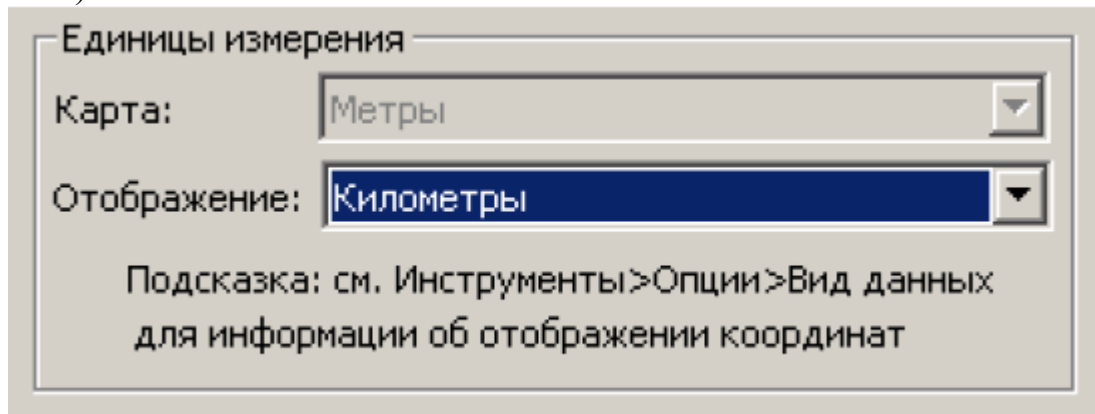 Единицы измерения
Карта: Метры
Отображение: Километры
Подсказка: см. Инструменты>Опции>Вид данных
для информации об отображении координат